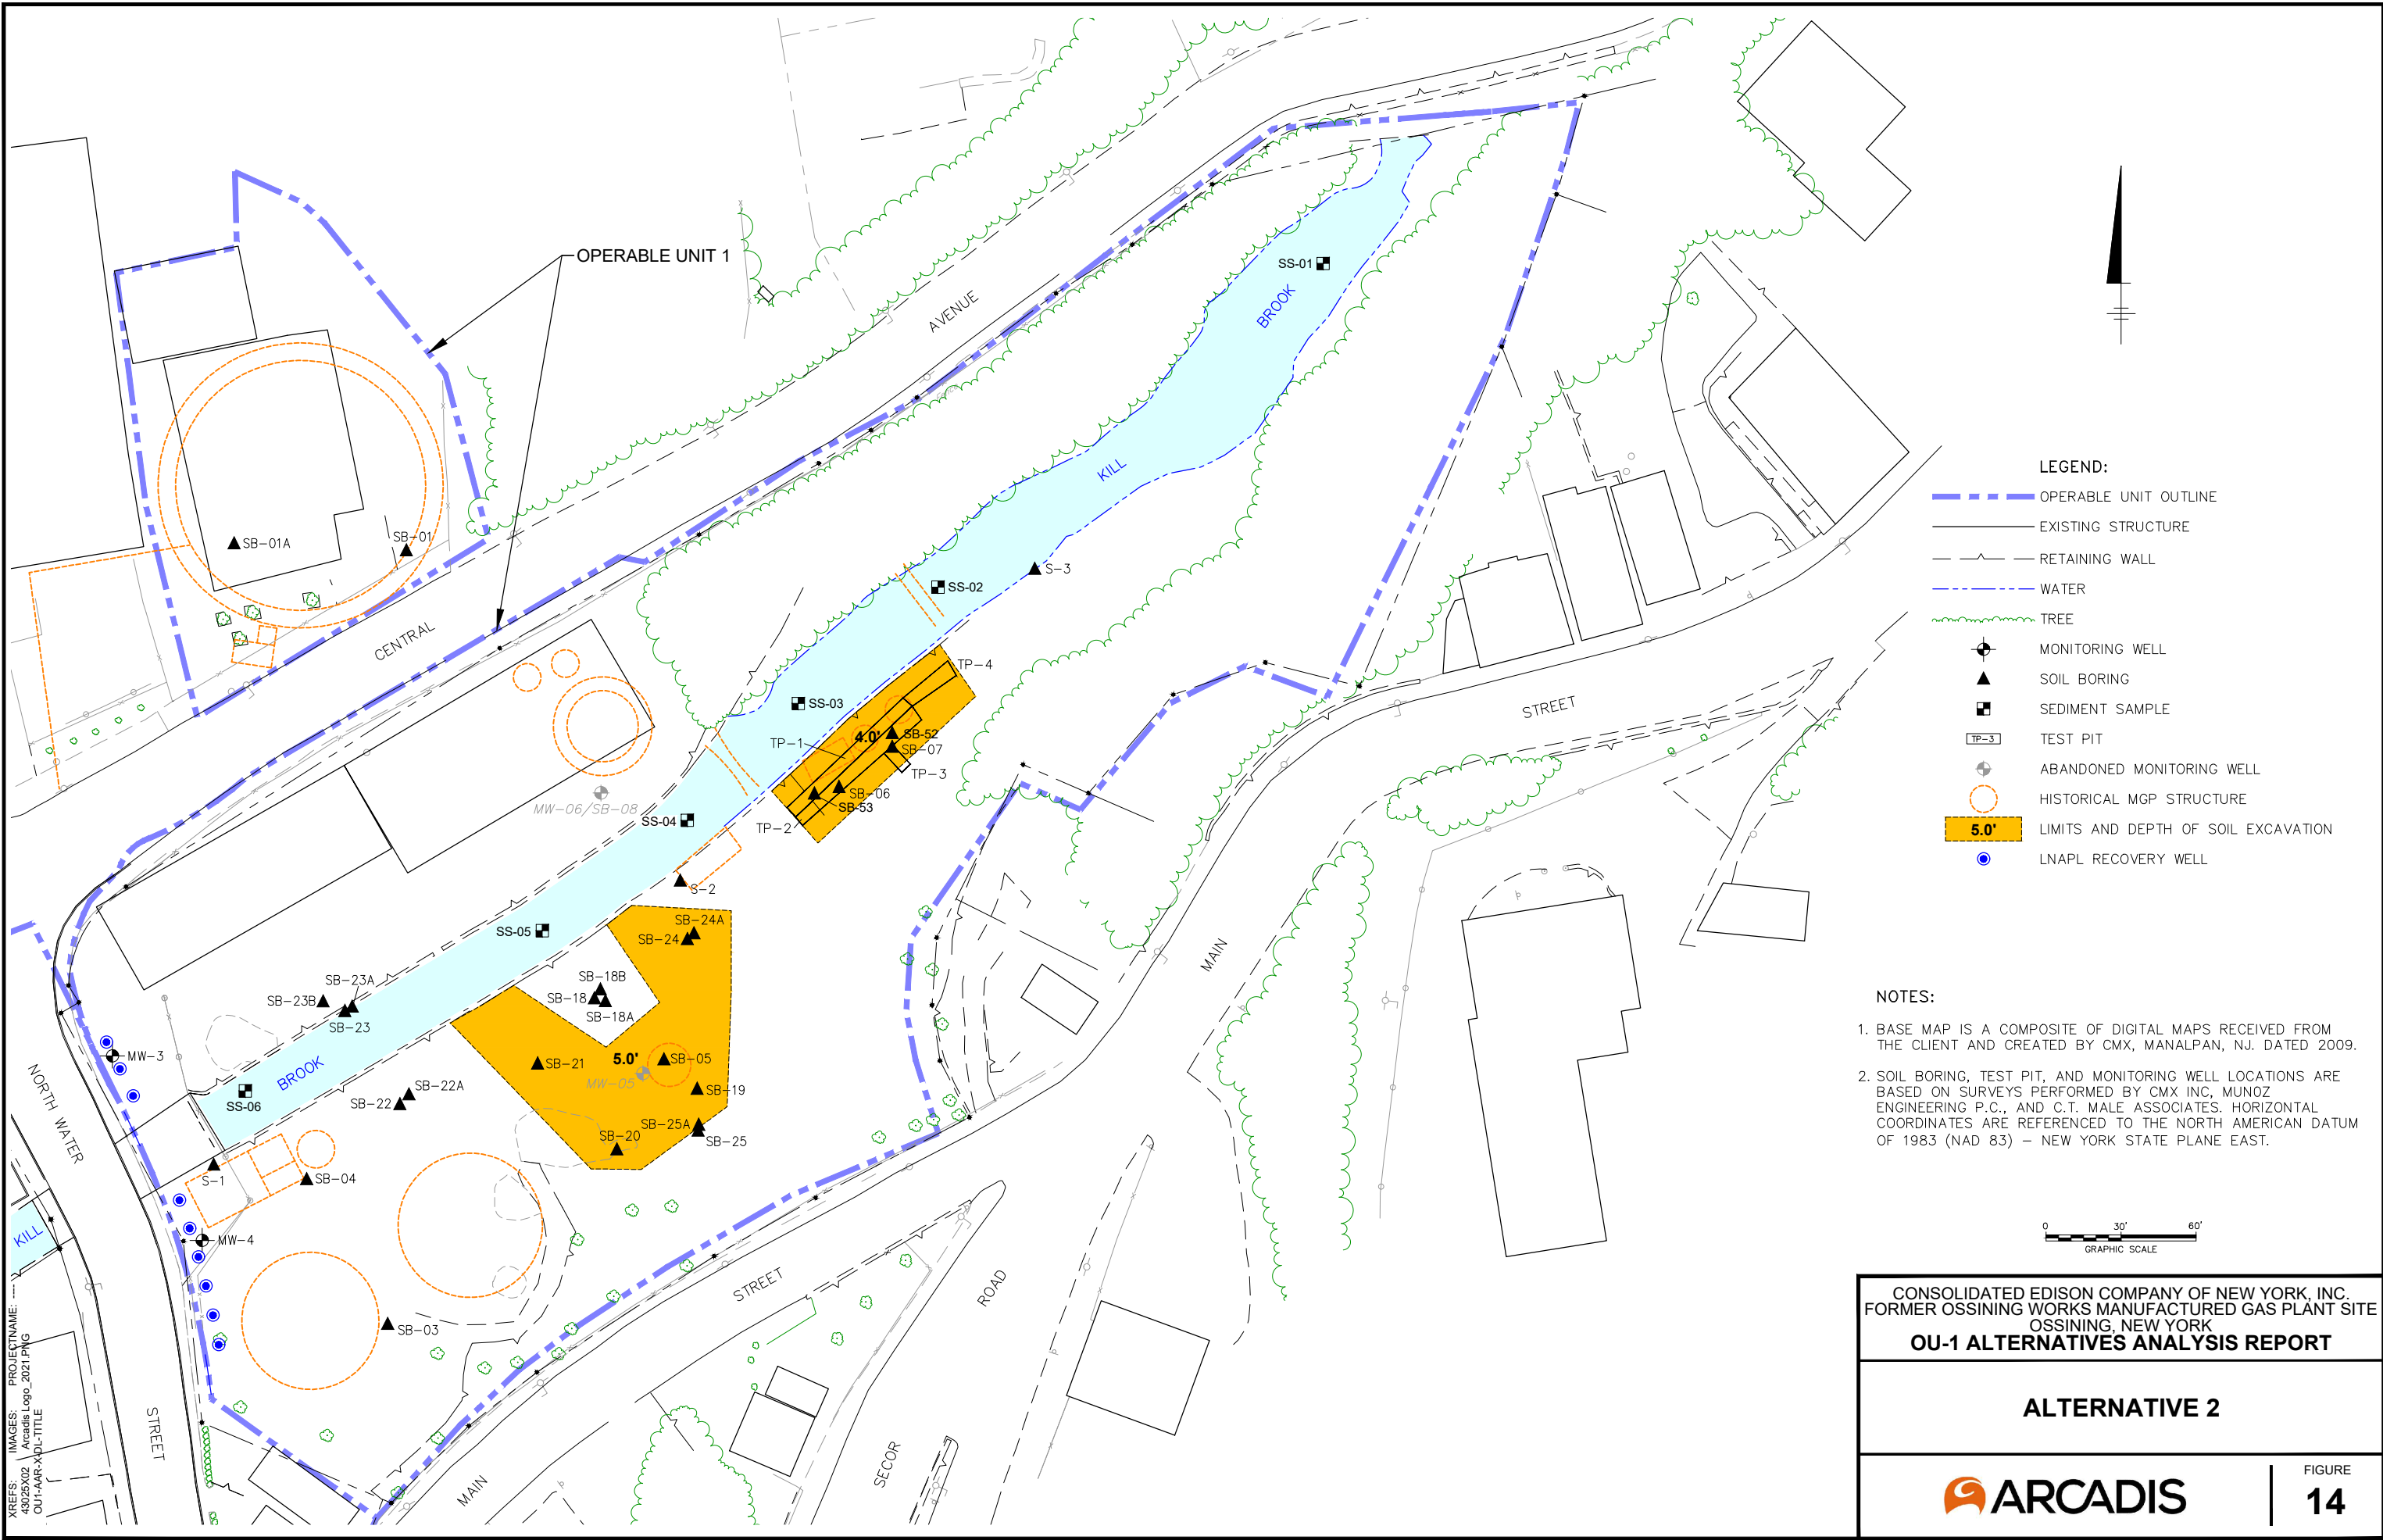 OPERABLE UNIT 1
AVENUE
SS-01
BROOK
KILL
SB-01A
SB-01
CENTRAL
SS-02
S-3
TP-4
SS-03
TP-1
4.0'
SB-52
SB-07
TP-3
SB-06
SB-53
TP-2
MW-06/SB-08
SS-04
S-2
SB-24A
SB-24
SS-05
SB-18B
SB-18
SB-18A
SB-23A
SB-23B
SB-23
5.0'
SB-21
SB-05
MW-05
SB-19
SB-25A
SB-25
SB-20
SB-22A
SB-22
MW-3
BROOK
SS-06
NORTH WATER
S-1
SB-04
KILL
MW-4
SB-03
STREET
MAIN
STREET
SECOR
ROAD
MAIN
STREET
LEGEND:
OPERABLE UNIT OUTLINE
EXISTING STRUCTURE
RETAINING WALL
WATER
TREE
MONITORING WELL
SOIL BORING
SEDIMENT SAMPLE
TP-3 TEST PIT
ABANDONED MONITORING WELL
HISTORICAL MGP STRUCTURE
5.0' LIMITS AND DEPTH OF SOIL EXCAVATION
LNAPL RECOVERY WELL
NOTES:
1. BASE MAP IS A COMPOSITE OF DIGITAL MAPS RECEIVED FROM
THE CLIENT AND CREATED BY CMX, MANALPAN, NJ. DATED 2009.
2. SOIL BORING, TEST PIT, AND MONITORING WELL LOCATIONS ARE
BASED ON SURVEYS PERFORMED BY CMX INC, MUNOZ
ENGINEERING P.C., AND C.T. MALE ASSOCIATES. HORIZONTAL
COORDINATES ARE REFERENCED TO THE NORTH AMERICAN DATUM
OF 1983 (NAD 83) – NEW YORK STATE PLANE EAST.
0 30' 60'
GRAPHIC SCALE
CONSOLIDATED EDISON COMPANY OF NEW YORK, INC.
FORMER OSSINING WORKS MANUFACTURED GAS PLANT SITE
OSSINING, NEW YORK
OU-1 ALTERNATIVES ANALYSIS REPORT
ALTERNATIVE 2
ARCADIS
FIGURE
14
XREFS: IMAGES: PROJECTNAME: ----
43025X02 Arcadis Logo_2021.PNG
OU1-AAR-X\DL-TITLE